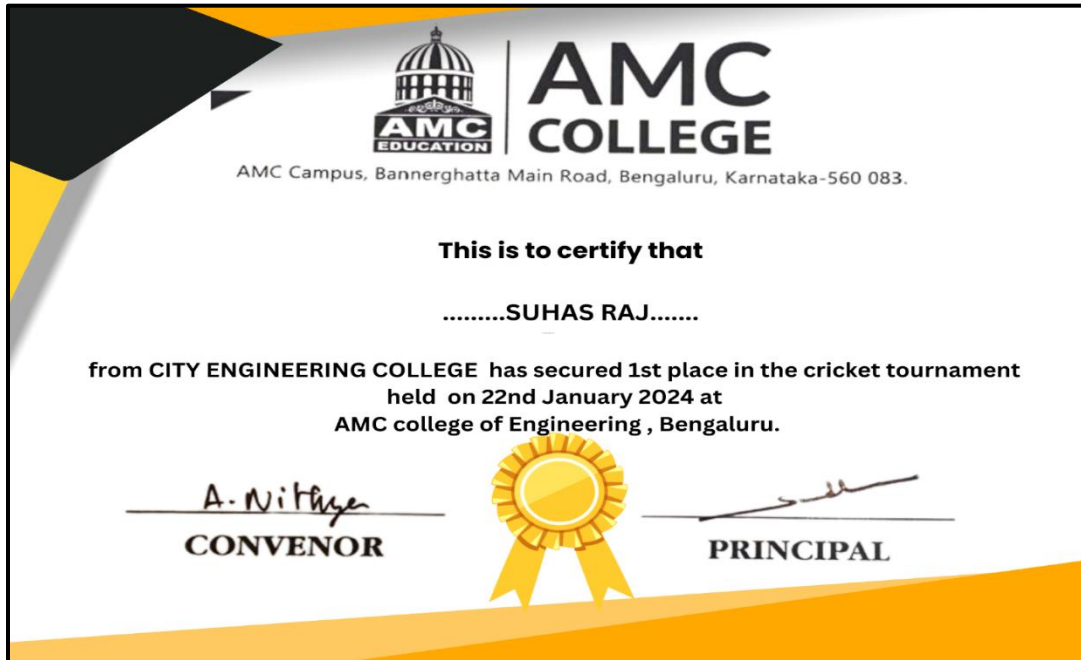 AMC
EDUCATION
AMC
COLLEGE
AMC Campus, Bannerghatta Main Road, Bengaluru, Karnataka-560 083.
This is to certify that
.........SUHAS RAJ.......
from CITY ENGINEERING COLLEGE has secured 1st place in the cricket tournament
held on 22nd January 2024 at
AMC college of Engineering , Bengaluru.
A. Nithya
CONVENOR
PRINCIPAL